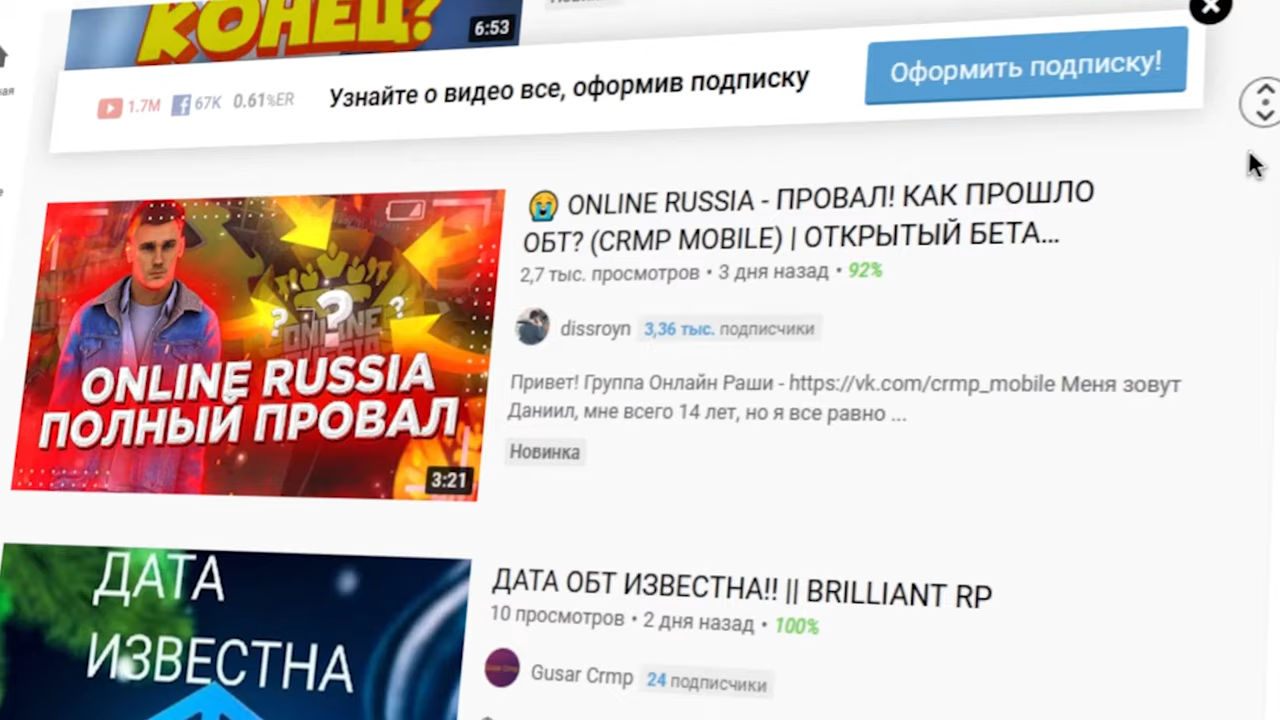 КОНЕЦ?
6:53
1.7M 67K 0.61%ER
Узнайте о видео все, оформив подписку
Оформить подписку!
ONLINE RUSSIA
ПОЛНЫЙ ПРОВАЛ
3:21
😭 ONLINE RUSSIA - ПРОВАЛ! КАК ПРОШЛО
ОБТ? (CRMP MOBILE) | ОТКРЫТЫЙ БЕТА...
2,7 тыс. просмотров • 3 дня назад • 92%
dissroyn 3,36 тыс. подписчики
Привет! Группа Онлайн Раши - https://vk.com/crmp_mobile Меня зовут
Даниил, мне всего 14 лет, но я все равно ...
Новинка
ДАТА
ИЗВЕСТНА
ДАТА ОБТ ИЗВЕСТНА!! || BRILLIANT RP
10 просмотров • 2 дня назад • 100%
Gusar Crmp 24 подписчики